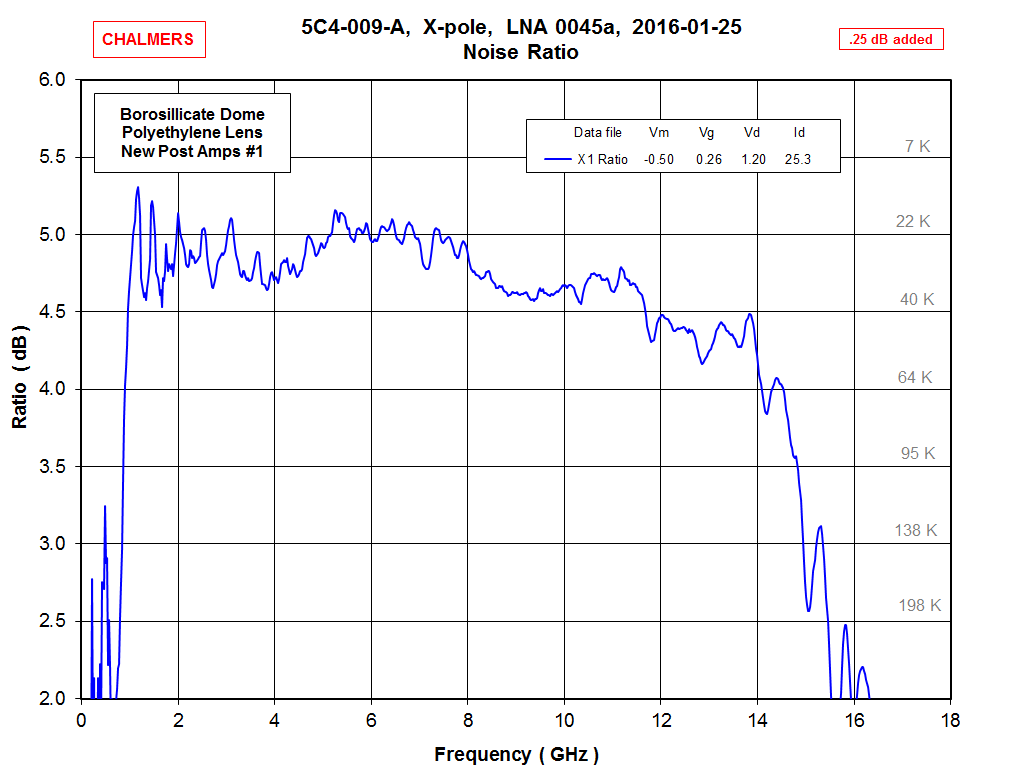 CHALMERS
5C4-009-A, X-pole, LNA 0045a, 2016-01-25
Noise Ratio
.25 dB added
Borosillicate Dome
Polyethylene Lens
New Post Amps #1
Data file Vm Vg Vd Id
X1 Ratio -0.50 0.26 1.20 25.3
6.0
5.5
5.0
4.5
4.0
3.5
3.0
2.5
2.0
Ratio ( dB )
7 K
22 K
40 K
64 K
95 K
138 K
198 K
0 2 4 6 8 10 12 14 16 18
Frequency ( GHz )